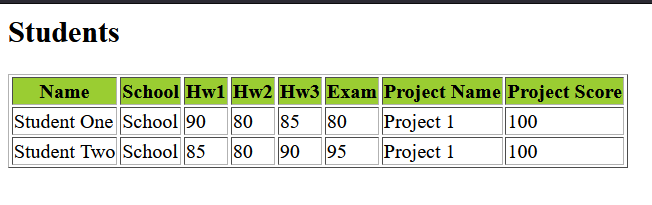 Students
Name School Hw1 Hw2 Hw3 Exam Project Name Project Score
Student One School 90 80 85 80 Project 1 100
Student Two School 85 80 90 95 Project 1 100